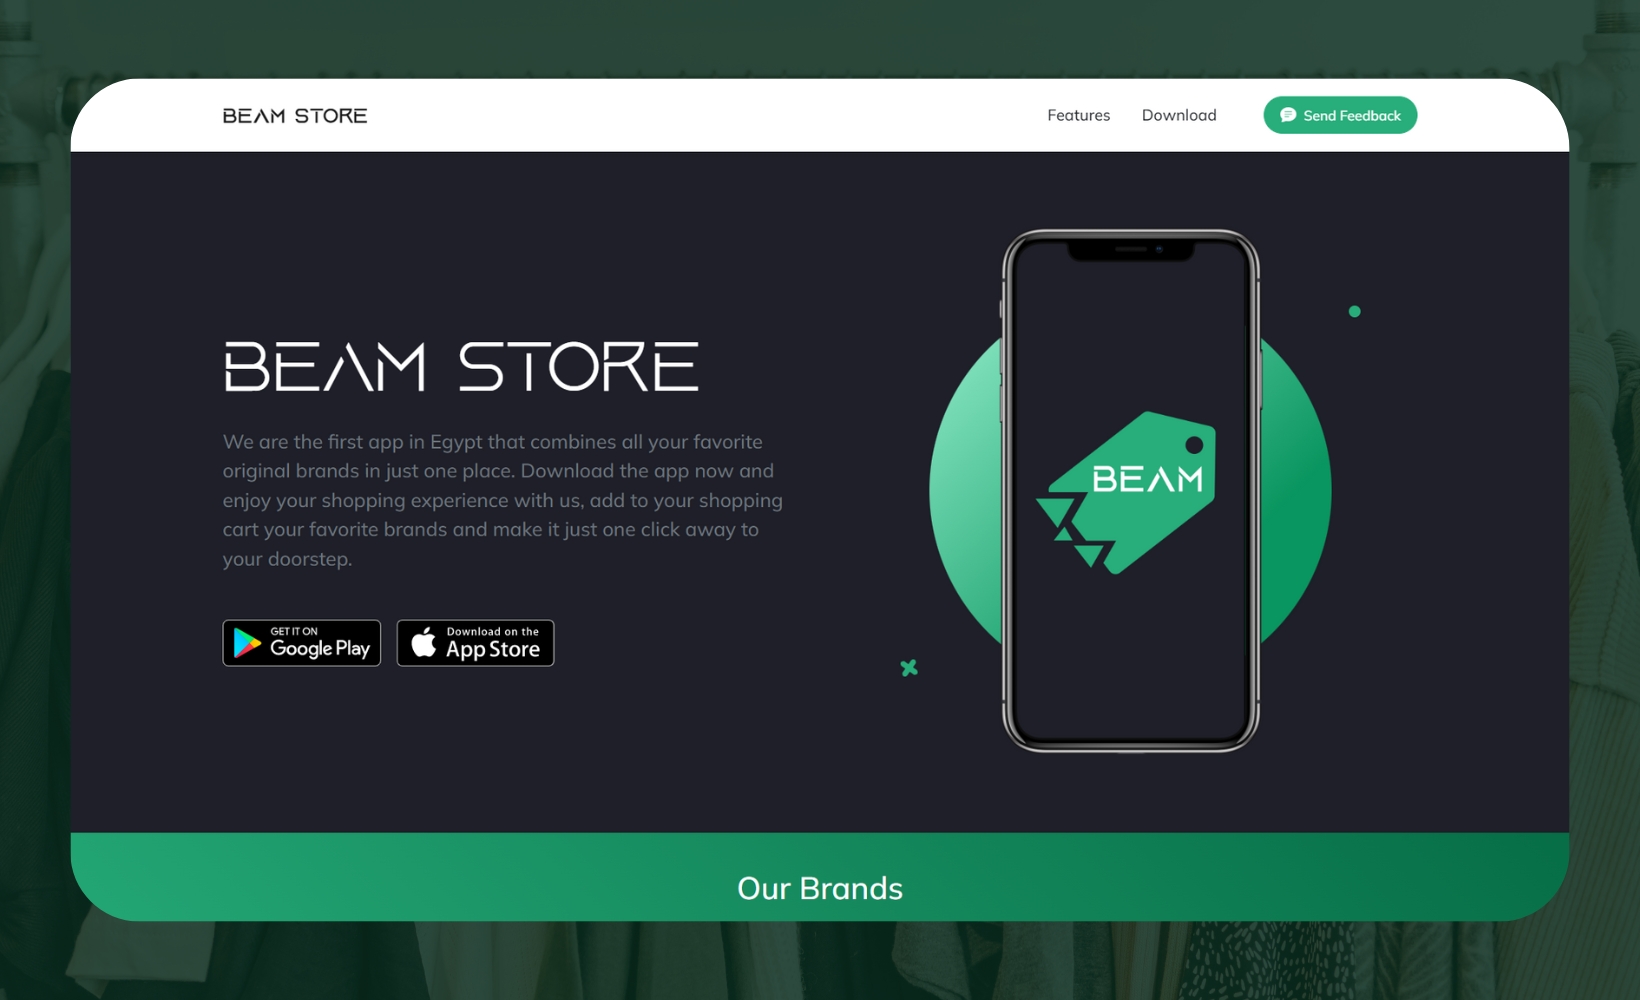 BEAM STORE
Features
Download
Send Feedback
BEAM STORE
We are the first app in Egypt that combines all your favorite
original brands in just one place. Download the app now and
enjoy your shopping experience with us, add to your shopping
cart your favorite brands and make it just one click away to
your doorstep.
GET IT ON
Google Play
Download on the
App Store
BEAM
Our Brands